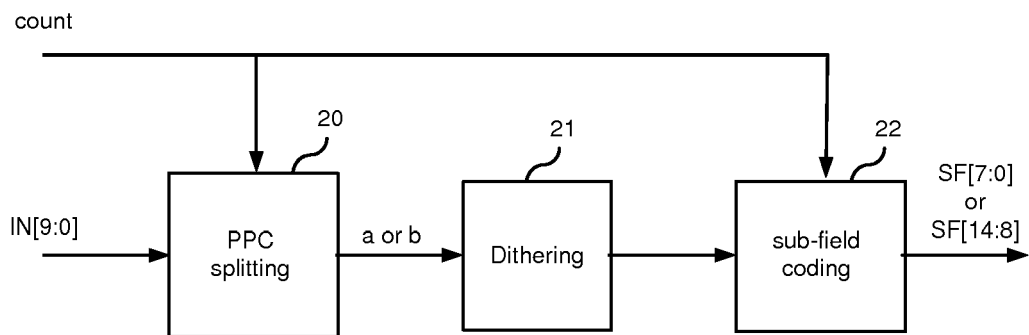 count
20
21
22
IN[9:0]
PPC
splitting
a or b
Dithering
sub-field
coding
SF[7:0]
or
SF[14:8]